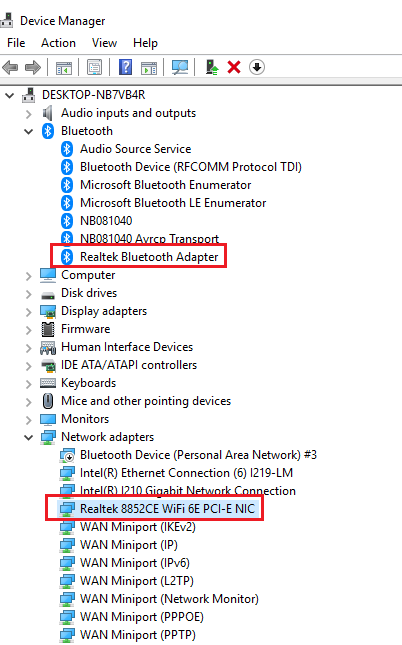 Device Manager
File Action View Help
DESKTOP-NB7VB4R
Audio inputs and outputs
Bluetooth
Audio Source Service
Bluetooth Device (RFCOMM Protocol TDI)
Microsoft Bluetooth Enumerator
Microsoft Bluetooth LE Enumerator
NB081040
NB081040 Avrcp Transport
Realtek Bluetooth Adapter
Computer
Disk drives
Display adapters
Firmware
Human Interface Devices
IDE ATA/ATAPI controllers
Keyboards
Mice and other pointing devices
Monitors
Network adapters
Bluetooth Device (Personal Area Network) #3
Intel(R) Ethernet Connection (6) I219-LM
Intel(R) I210 Gigabit Network Connection
Realtek 8852CE WiFi 6E PCI-E NIC
WAN Miniport (IKEv2)
WAN Miniport (IP)
WAN Miniport (IPv6)
WAN Miniport (L2TP)
WAN Miniport (Network Monitor)
WAN Miniport (PPPOE)
WAN Miniport (PPTP)